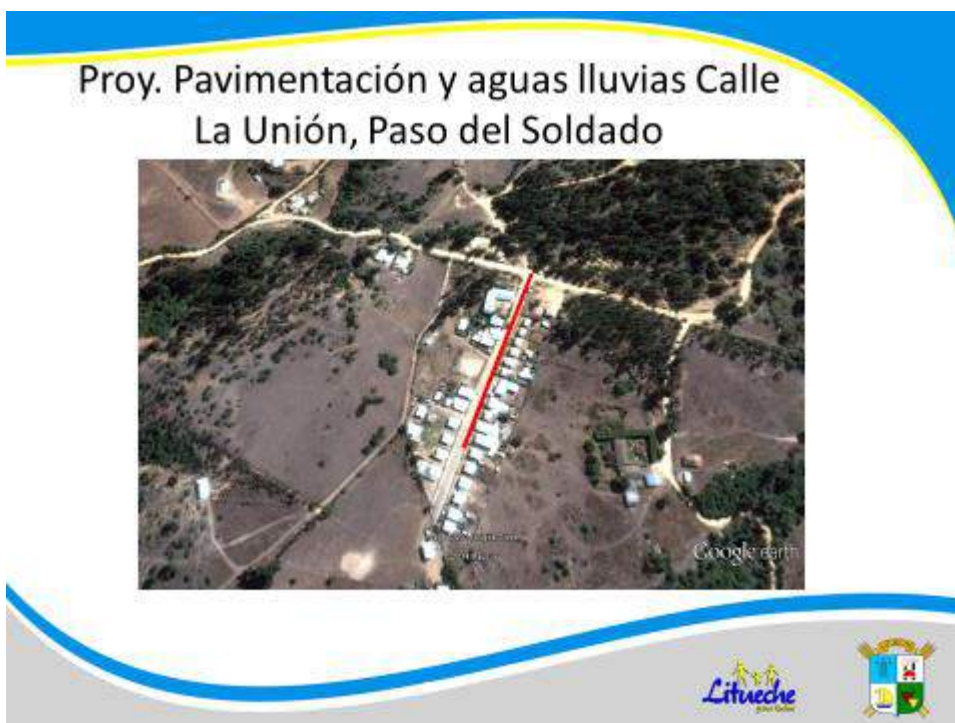 Proy. Pavimentación y aguas lluvias Calle
La Unión, Paso del Soldado
Google earth
Litueche